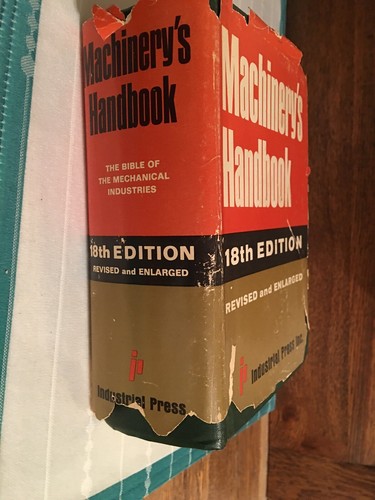 Machinery's
Handbook
THE BIBLE OF
THE MECHANICAL
INDUSTRIES
18th EDITION
REVISED and ENLARGED
Industrial Press
Machinery's
Handbook
18th EDITION
REVISED and ENLARGED
Industrial Press Inc.